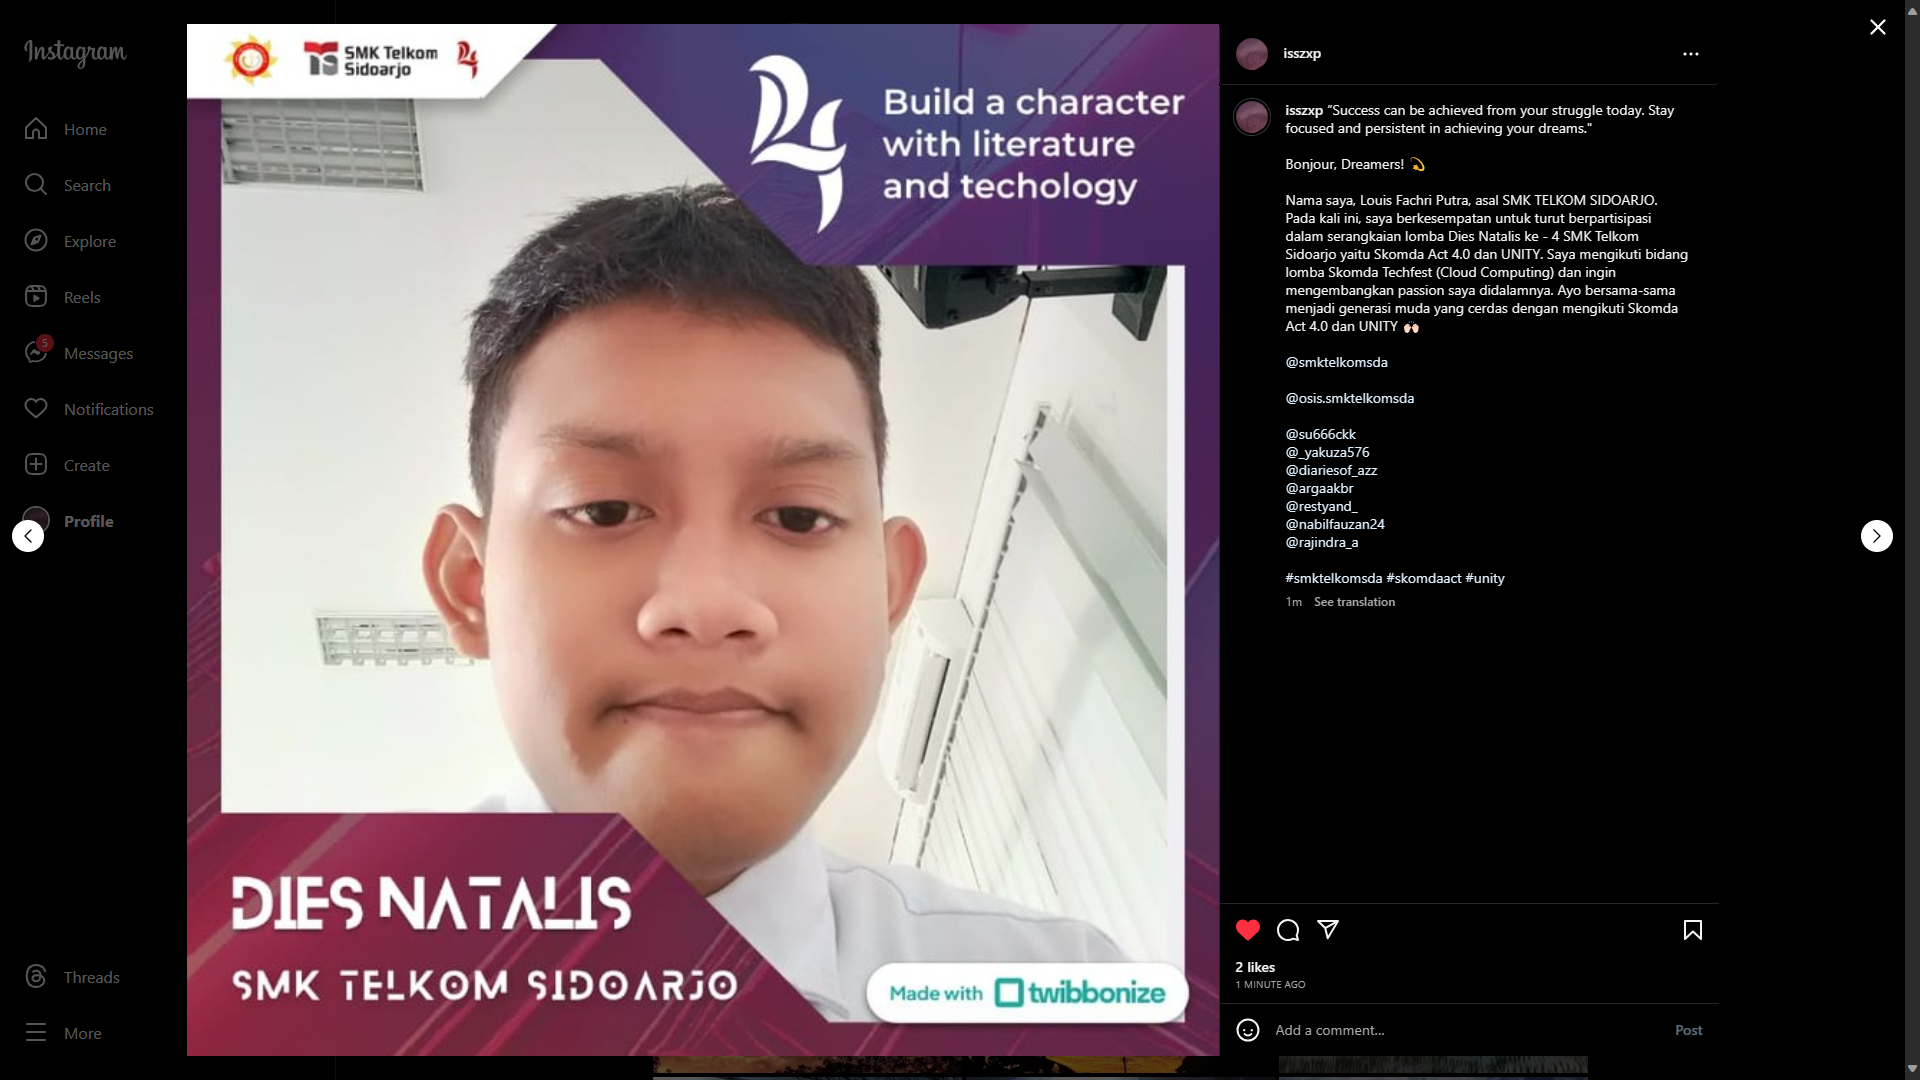 Instagram
Home
Search
Explore
Reels
5
Messages
Notifications
Create
Profile
Threads
More
SMK Telkom
Sidoarjo
Build a character
with literature
and techology
DIES NATALIS
SMK TELKOM SIDOARJO
Made with twibbonize
isszxp
isszxp "Success can be achieved from your struggle today. Stay
focused and persistent in achieving your dreams."
Bonjour, Dreamers! 💫
Nama saya, Louis Fachri Putra, asal SMK TELKOM SIDOARJO.
Pada kali ini, saya berkesempatan untuk turut berpartisipasi
dalam serangkaian lomba Dies Natalis ke - 4 SMK Telkom
Sidoarjo yaitu Skomda Act 4.0 dan UNITY. Saya mengikuti bidang
lomba Skomda Techfest (Cloud Computing) dan ingin
mengembangkan passion saya didalamnya. Ayo bersama-sama
menjadi generasi muda yang cerdas dengan mengikuti Skomda
Act 4.0 dan UNITY 🙌🏻
@smktelkomsda
@osis.smktelkomsda
@su666ckk
@_yakuza576
@diariesof_azz
@argaakbr
@restyand_
@nabilfauzan24
@rajindra_a
#smktelkomsda #skomdaact #unity
1m See translation
2 likes
1 MINUTE AGO
Add a comment...
Post